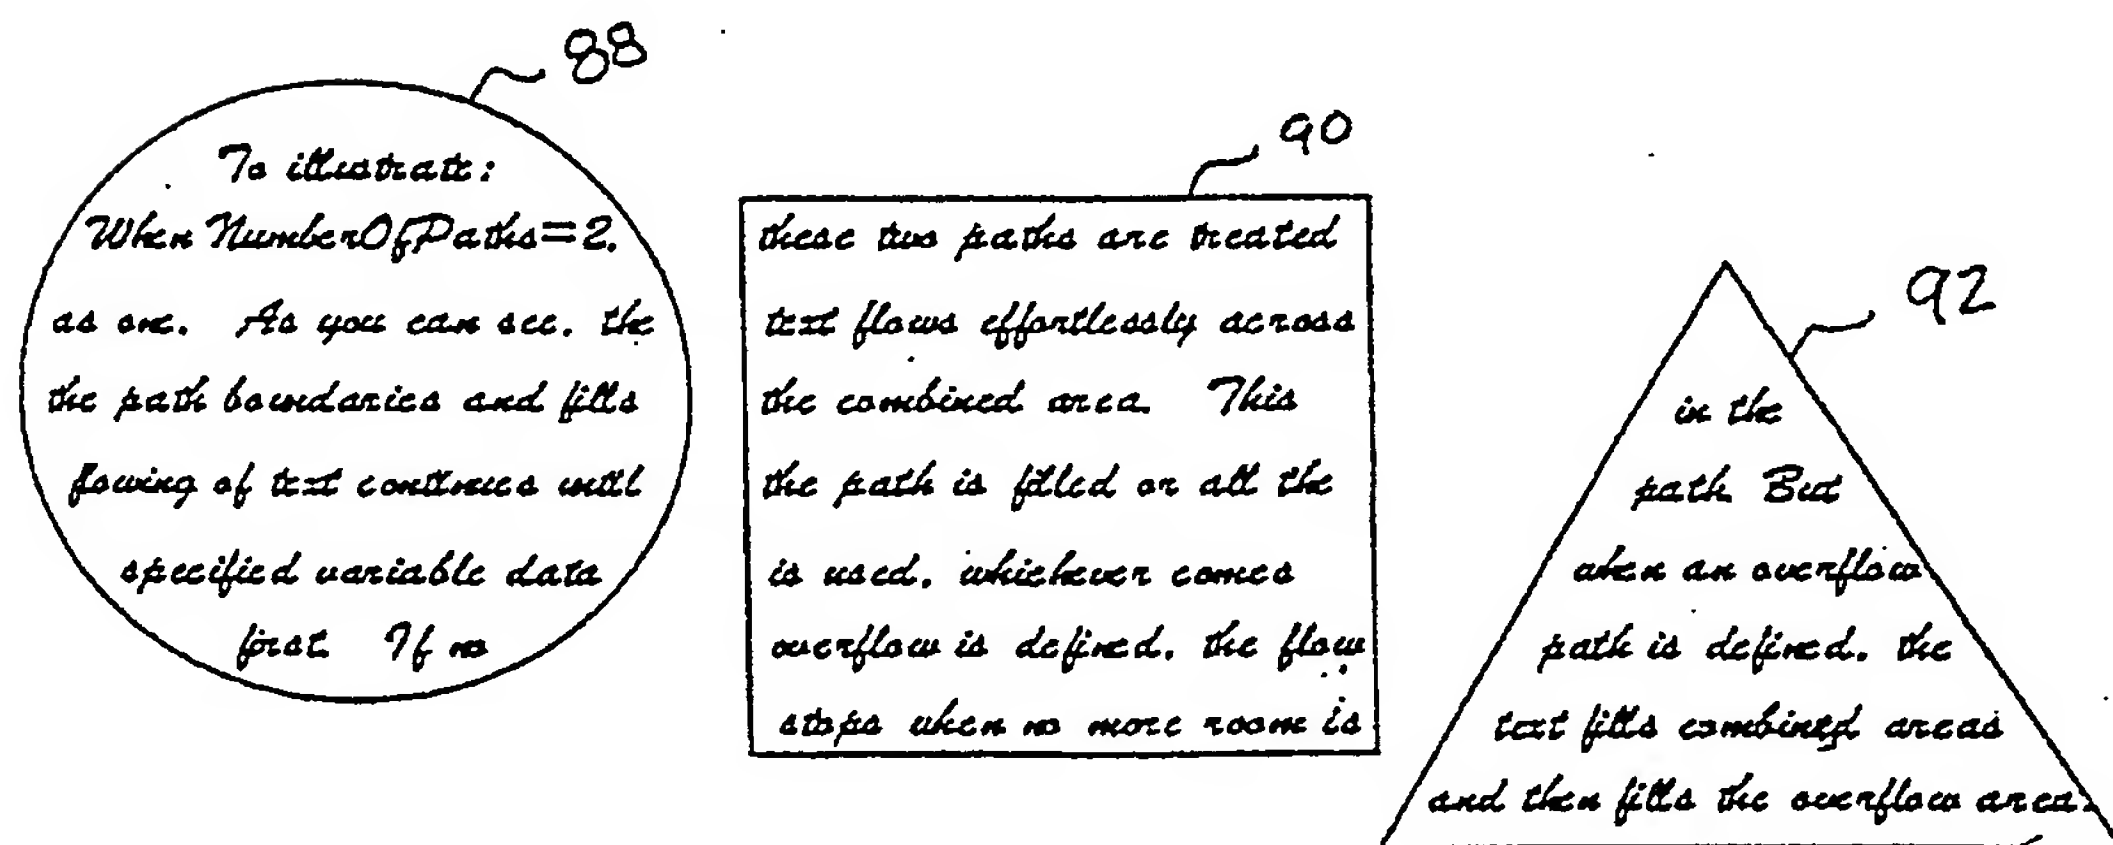 88
To illustrate:
When NumberOfPaths=2,
90
these two paths are treated
as one. As you can see, the
text flows effortlessly across
the path boundaries and fills
the combined area. This
flowing of text continues until
the path is filled or all the
specified variable data
is used, whichever comes
first. If no
overflow is defined, the flow
stops when no more room is
92
in the
path. But
when an overflow
path is defined, the
text fills combined areas
and then fills the overflow area.